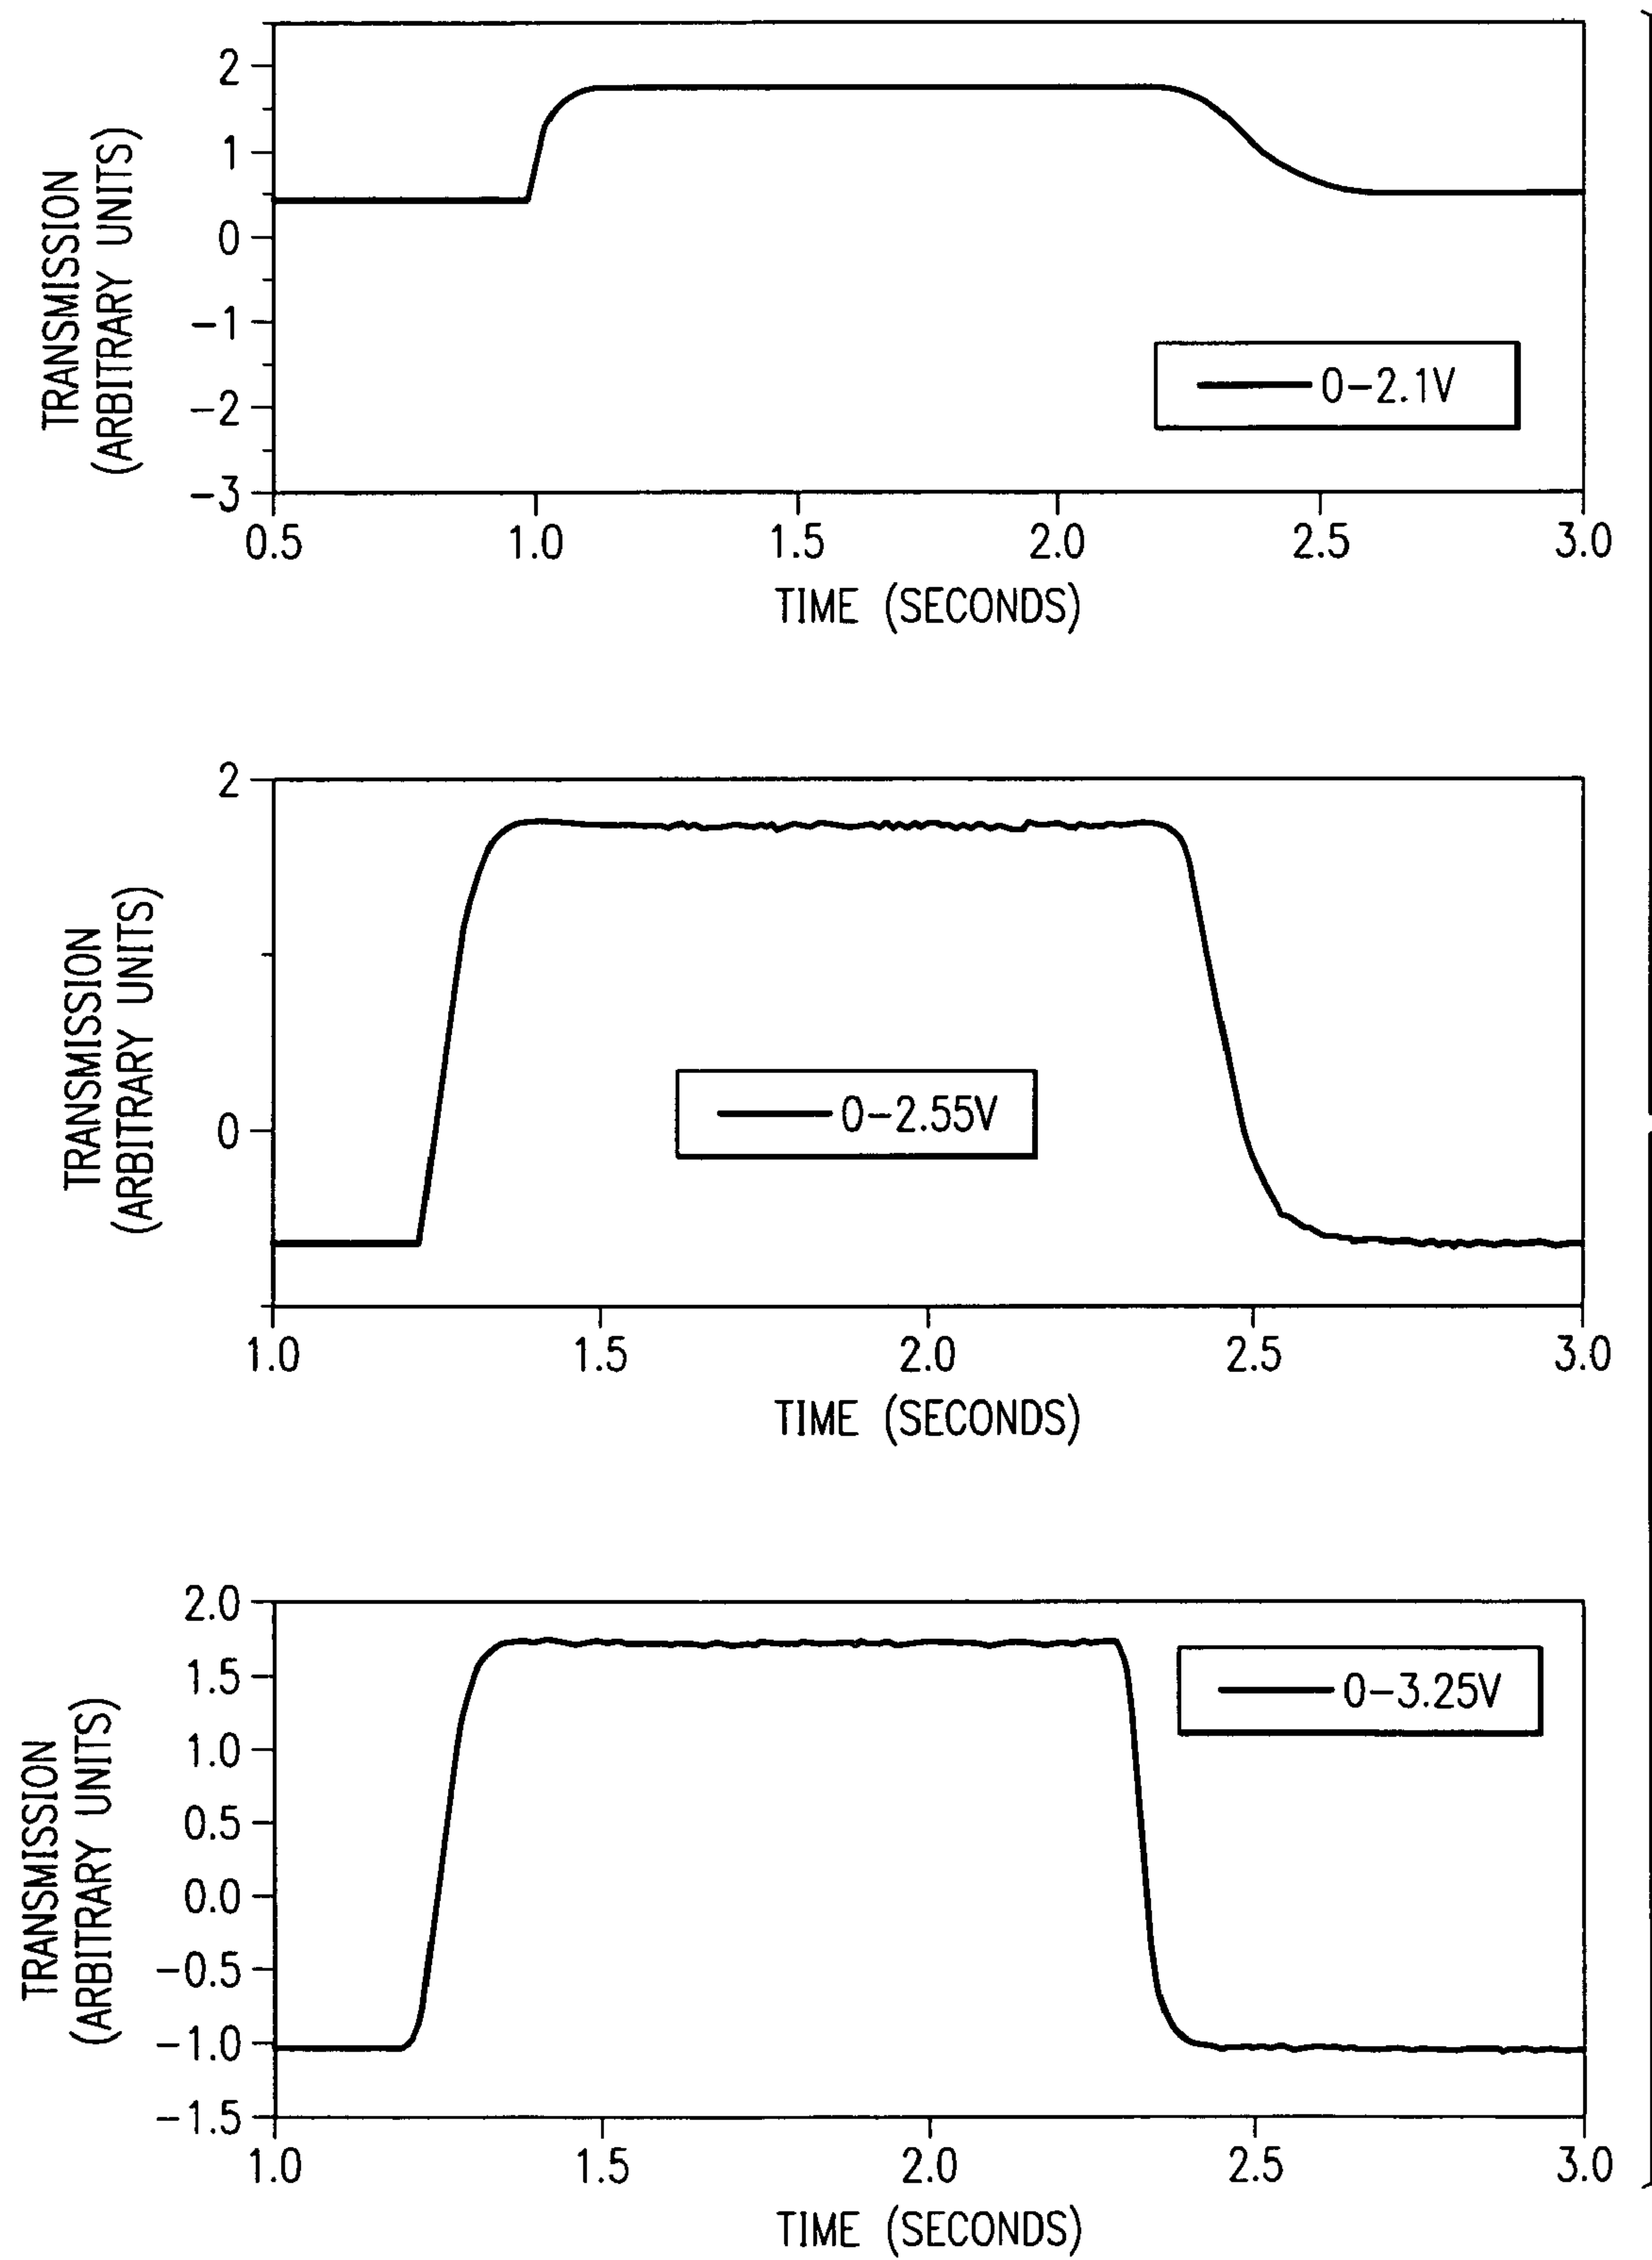 TRANSMISSION
(ARBITRARY UNITS)
2
1
0
-1
-2
-3
0-2.1V
0.5 1.0 1.5 2.0 2.5 3.0
TIME (SECONDS)
TRANSMISSION
(ARBITRARY UNITS)
2
0
0-2.55V
1.0 1.5 2.0 2.5 3.0
TIME (SECONDS)
TRANSMISSION
(ARBITRARY UNITS)
2.0
1.5
1.0
0.5
0.0
-0.5
-1.0
-1.5
0-3.25V
1.0 1.5 2.0 2.5 3.0
TIME (SECONDS)